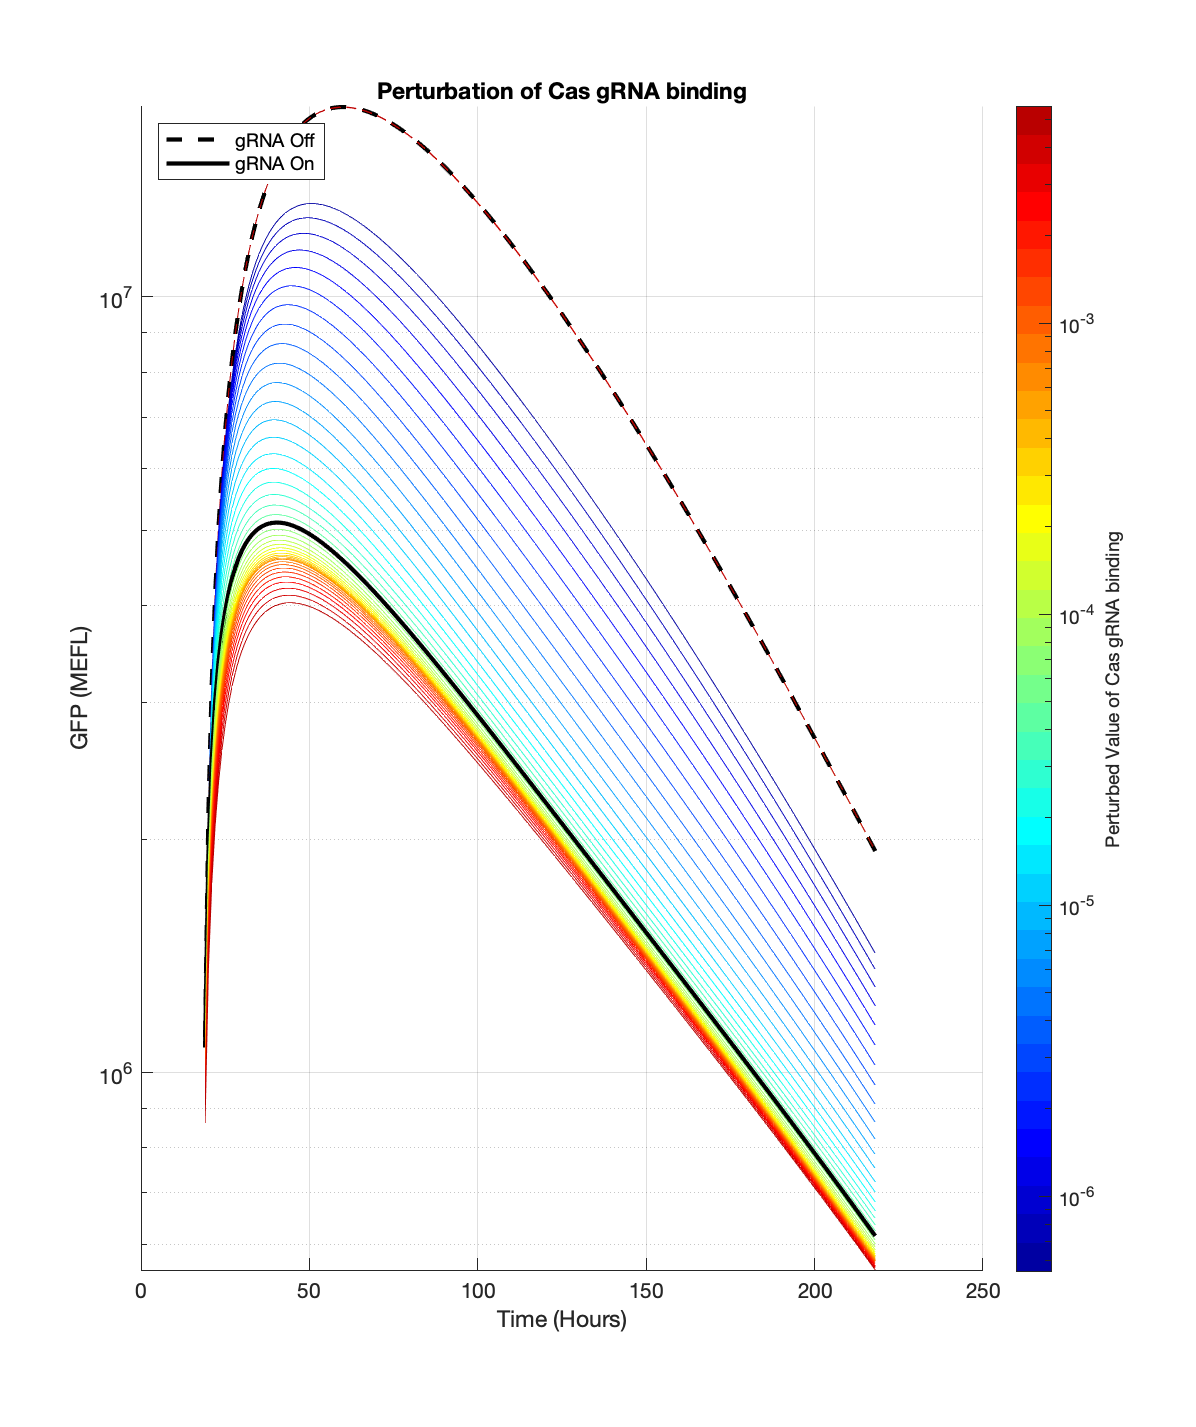 Perturbation of Cas gRNA binding
gRNA Off
gRNA On
10^7
10^6
GFP (MEFL)
0
50
100
150
200
250
Time (Hours)
10^-3
10^-4
10^-5
10^-6
Perturbed Value of Cas gRNA binding